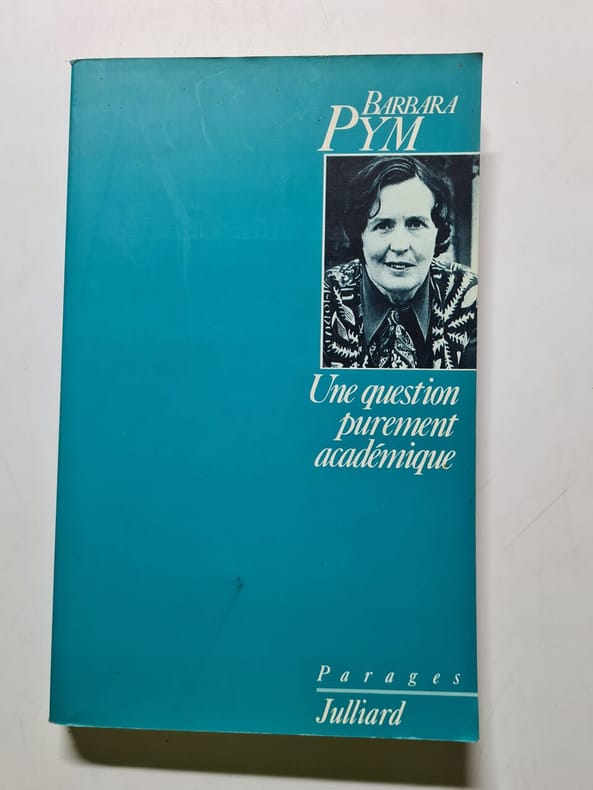 BARBARA
PYM
Une question
purement
académique
Parages
Julliard